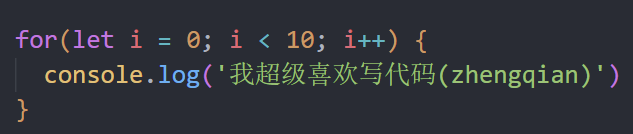 for(let i = 0; i < 10; i++) {
  console.log('我超级喜欢写代码(zhengqian)')
}